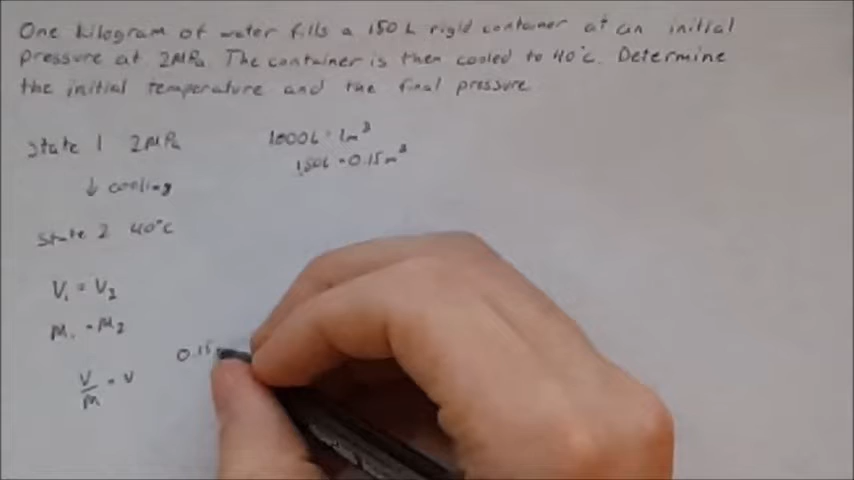 One kilogram of water fills a 150 L rigid container at an initial
pressure at 2MPa. The container is then cooled to 40°C. Determine
the initial temperature and the final pressure.
State 1 2MPa
1000L = 1m³
150L = 0.15m³
↓ cooling
State 2 40°C
V₁ = V₂
M₁ = M₂
0.15
V/m = v